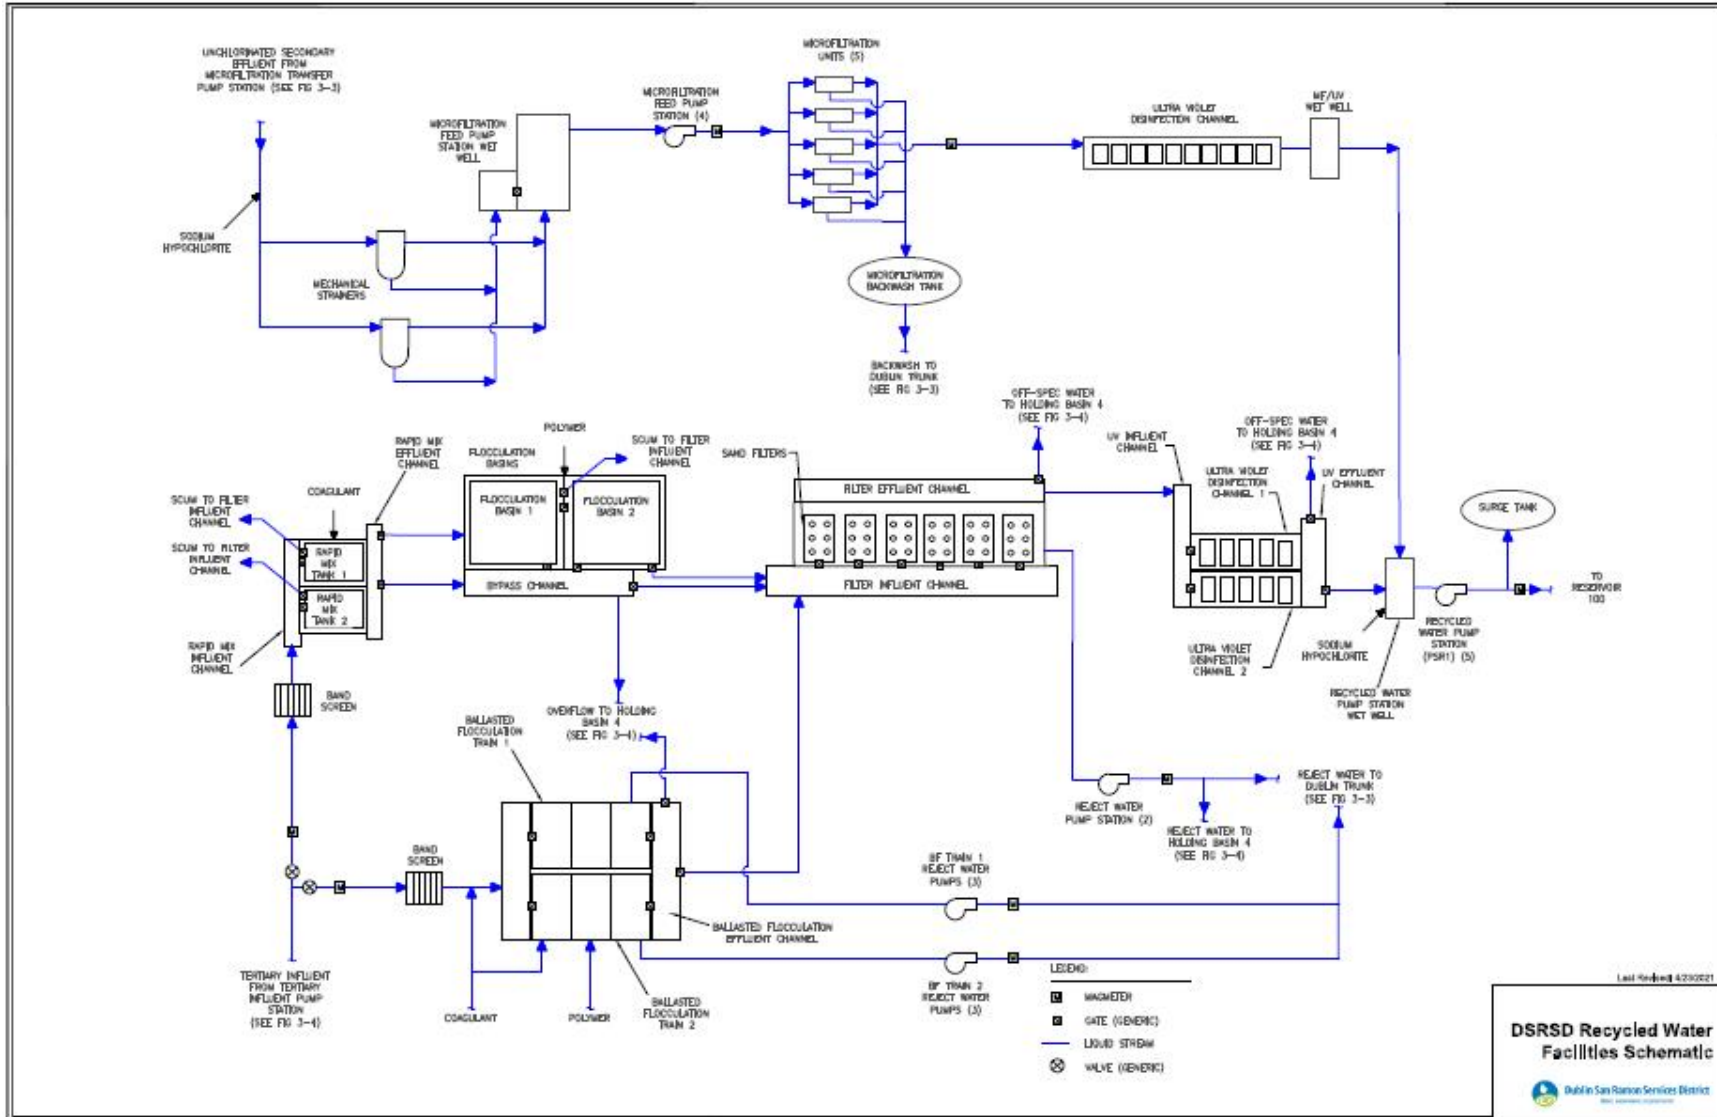 UNCHLORINATED SECONDARY
EFFLUENT FROM
MICROFILTRATION TRANSFER
PUMP STATION (SEE FIG 3-3)
SODIUM
HYPOCHLORITE
MECHANICAL
STRAINERS
MICROFILTRATION
FEED PUMP
STATION WET
WELL
MICROFILTRATION
FEED PUMP
STATION (4)
MICROFILTRATION
UNITS (5)
MICROFILTRATION
BACKWASH TANK
BACKWASH TO
DUBLIN TRUNK
(SEE FIG 3-3)
ULTRA VIOLET
DISINFECTION CHANNEL
MF/UV
WET WELL
RAPID MIX
EFFLUENT
CHANNEL
COAGULANT
SCUM TO FILTER
INFLUENT
CHANNEL
SCUM TO FILTER
INFLUENT
CHANNEL
RAPID
MIX
TANK 1
RAPID
MIX
TANK 2
RAPID MIX
INFLUENT
CHANNEL
BAND
SCREEN
FLOCCULATION
BASINS
POLYMER
SCUM TO FILTER
INFLUENT
CHANNEL
FLOCCULATION
BASIN 1
FLOCCULATION
BASIN 2
BYPASS CHANNEL
OVERFLOW TO HOLDING
BASIN 4
(SEE FIG 3-4)
SAND FILTERS
OFF-SPEC WATER
TO HOLDING BASIN 4
(SEE FIG 3-4)
FILTER EFFLUENT CHANNEL
FILTER INFLUENT CHANNEL
UV INFLUENT
CHANNEL
ULTRA VIOLET
DISINFECTION
CHANNEL 1
OFF-SPEC WATER
TO HOLDING BASIN 4
(SEE FIG 3-4)
UV EFFLUENT
CHANNEL
ULTRA VIOLET
DISINFECTION
CHANNEL 2
SODIUM
HYPOCHLORITE
RECYCLED WATER
PUMP STATION
WET WELL
RECYCLED
WATER PUMP
STATION
(PSR1) (5)
SURGE TANK
TO
RESERVOIR
100
BALLASTED
FLOCCULATION
TRAIN 1
BAND
SCREEN
TERTIARY INFLUENT
FROM TERTIARY
INFLUENT PUMP
STATION
(SEE FIG 3-4)
COAGULANT
POLYMER
BALLASTED
FLOCCULATION
TRAIN 2
BALLASTED FLOCCULATION
EFFLUENT CHANNEL
REJECT WATER
PUMP STATION (2)
REJECT WATER TO
HOLDING BASIN 4
(SEE FIG 3-4)
REJECT WATER TO
DUBLIN TRUNK
(SEE FIG 3-3)
BF TRAIN 1
REJECT WATER
PUMPS (3)
BF TRAIN 2
REJECT WATER
PUMPS (3)
LEGEND:
M MAGMETER
GATE (GENERIC)
LIQUID STREAM
VALVE (GENERIC)
Last Revised 4/23/2021
DSRSD Recycled Water
Facilities Schematic
Dublin San Ramon Services District